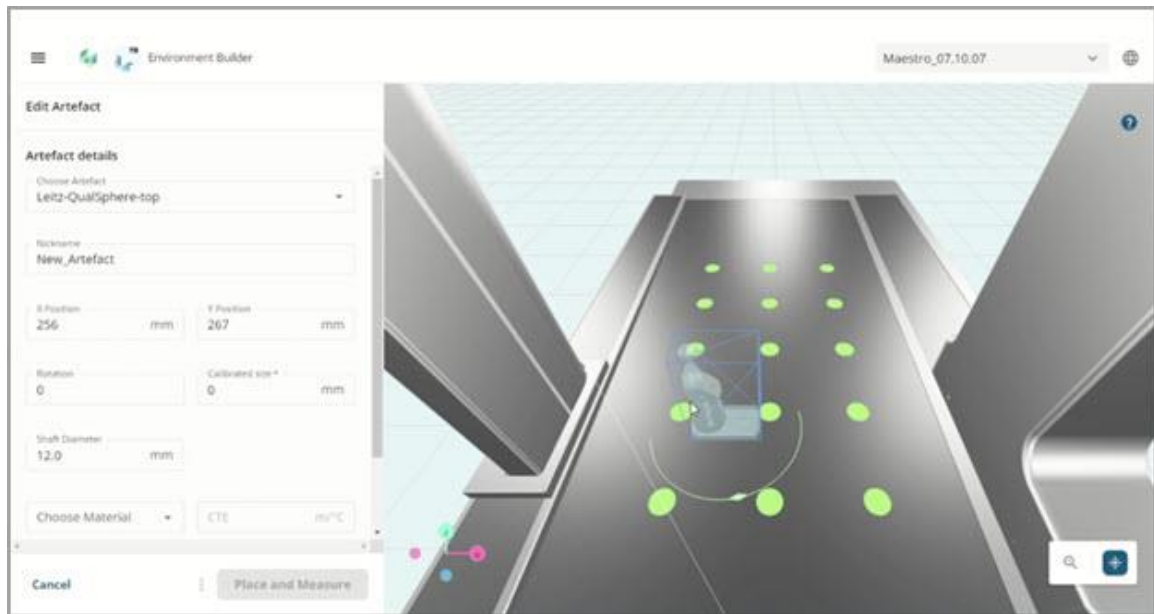 Environment Builder
Maestro_07.10.07
Edit Artefact
?
Artefact details
Choose Artefact
Leitz-QualSphere-top
Nickname
New_Artefact
X Position
Y Position
256 mm
267 mm
Rotation
Calibrated size *
0
0 mm
Shaft Diameter
12.0 mm
Choose Material
CTE
m/°C
Cancel
Place and Measure